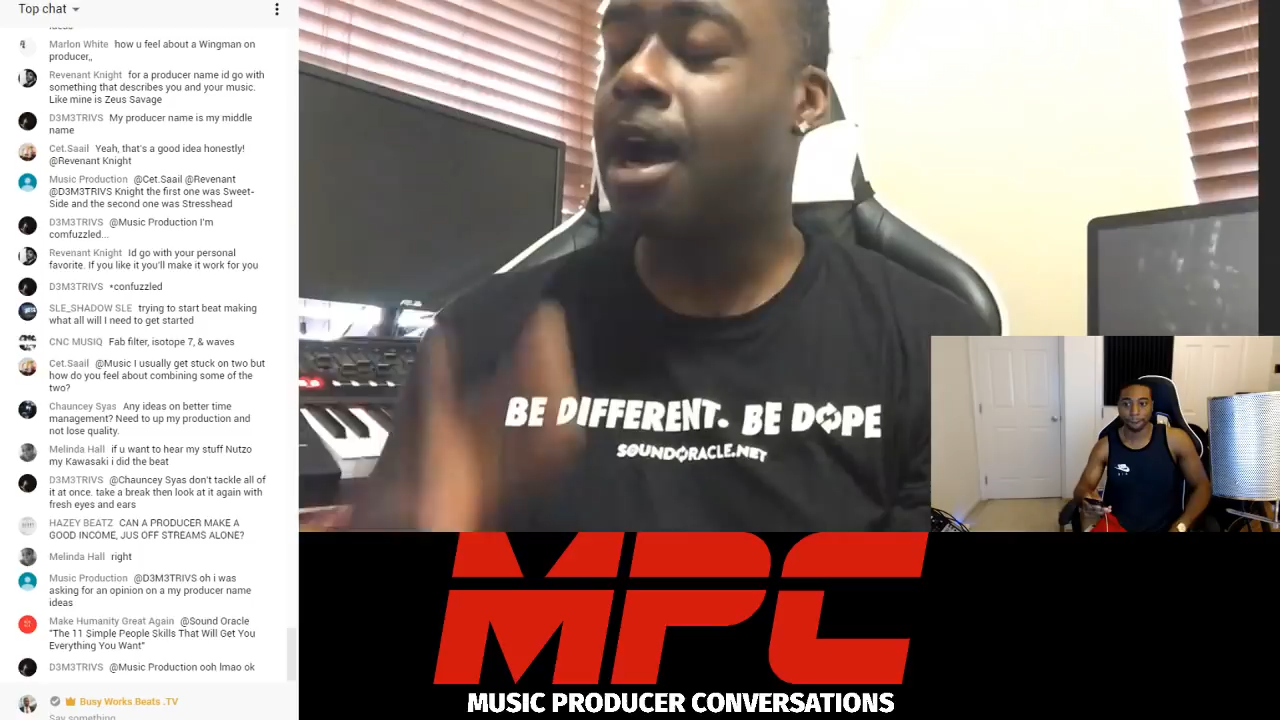 Top chat
ideas
Marlon White how u feel about a Wingman on
producer,,
Revenant Knight for a producer name id go with
something that describes you and your music.
Like mine is Zeus Savage
D3M3TRIVS My producer name is my middle
name
Cet.Saail Yeah, that's a good idea honestly!
@Revenant Knight
Music Production @Cet.Saail @Revenant
@D3M3TRIVS Knight the first one was Sweet-
Side and the second one was Stresshead
D3M3TRIVS @Music Production I'm
comfuzzled...
Revenant Knight Id go with your personal
favorite. If you like it you'll make it work for you
D3M3TRIVS *confuzzled
SLE_SHADOW SLE trying to start beat making
what all will I need to get started
CNC MUSIQ Fab filter, isotope 7, & waves
Cet.Saail @Music I usually get stuck on two but
how do you feel about combining some of the
two?
Chauncey Syas Any ideas on better time
management? Need to up my production and
not lose quality.
Melinda Hall if u want to hear my stuff Nutzo
my Kawasaki i did the beat
D3M3TRIVS @Chauncey Syas don't tackle all of
it at once. take a break then look at it again with
fresh eyes and ears
HAZEY BEATZ CAN A PRODUCER MAKE A
GOOD INCOME, JUS OFF STREAMS ALONE?
Melinda Hall right
Music Production @D3M3TRIVS oh i was
asking for an opinion on a my producer name
ideas
Make Humanity Great Again @Sound Oracle
"The 11 Simple People Skills That Will Get You
Everything You Want"
D3M3TRIVS @Music Production ooh lmao ok
Busy Works Beats .TV
Say something
BE DIFFERENT. BE DOPE
SOUNDORACLE.NET
MPC
MUSIC PRODUCER CONVERSATIONS